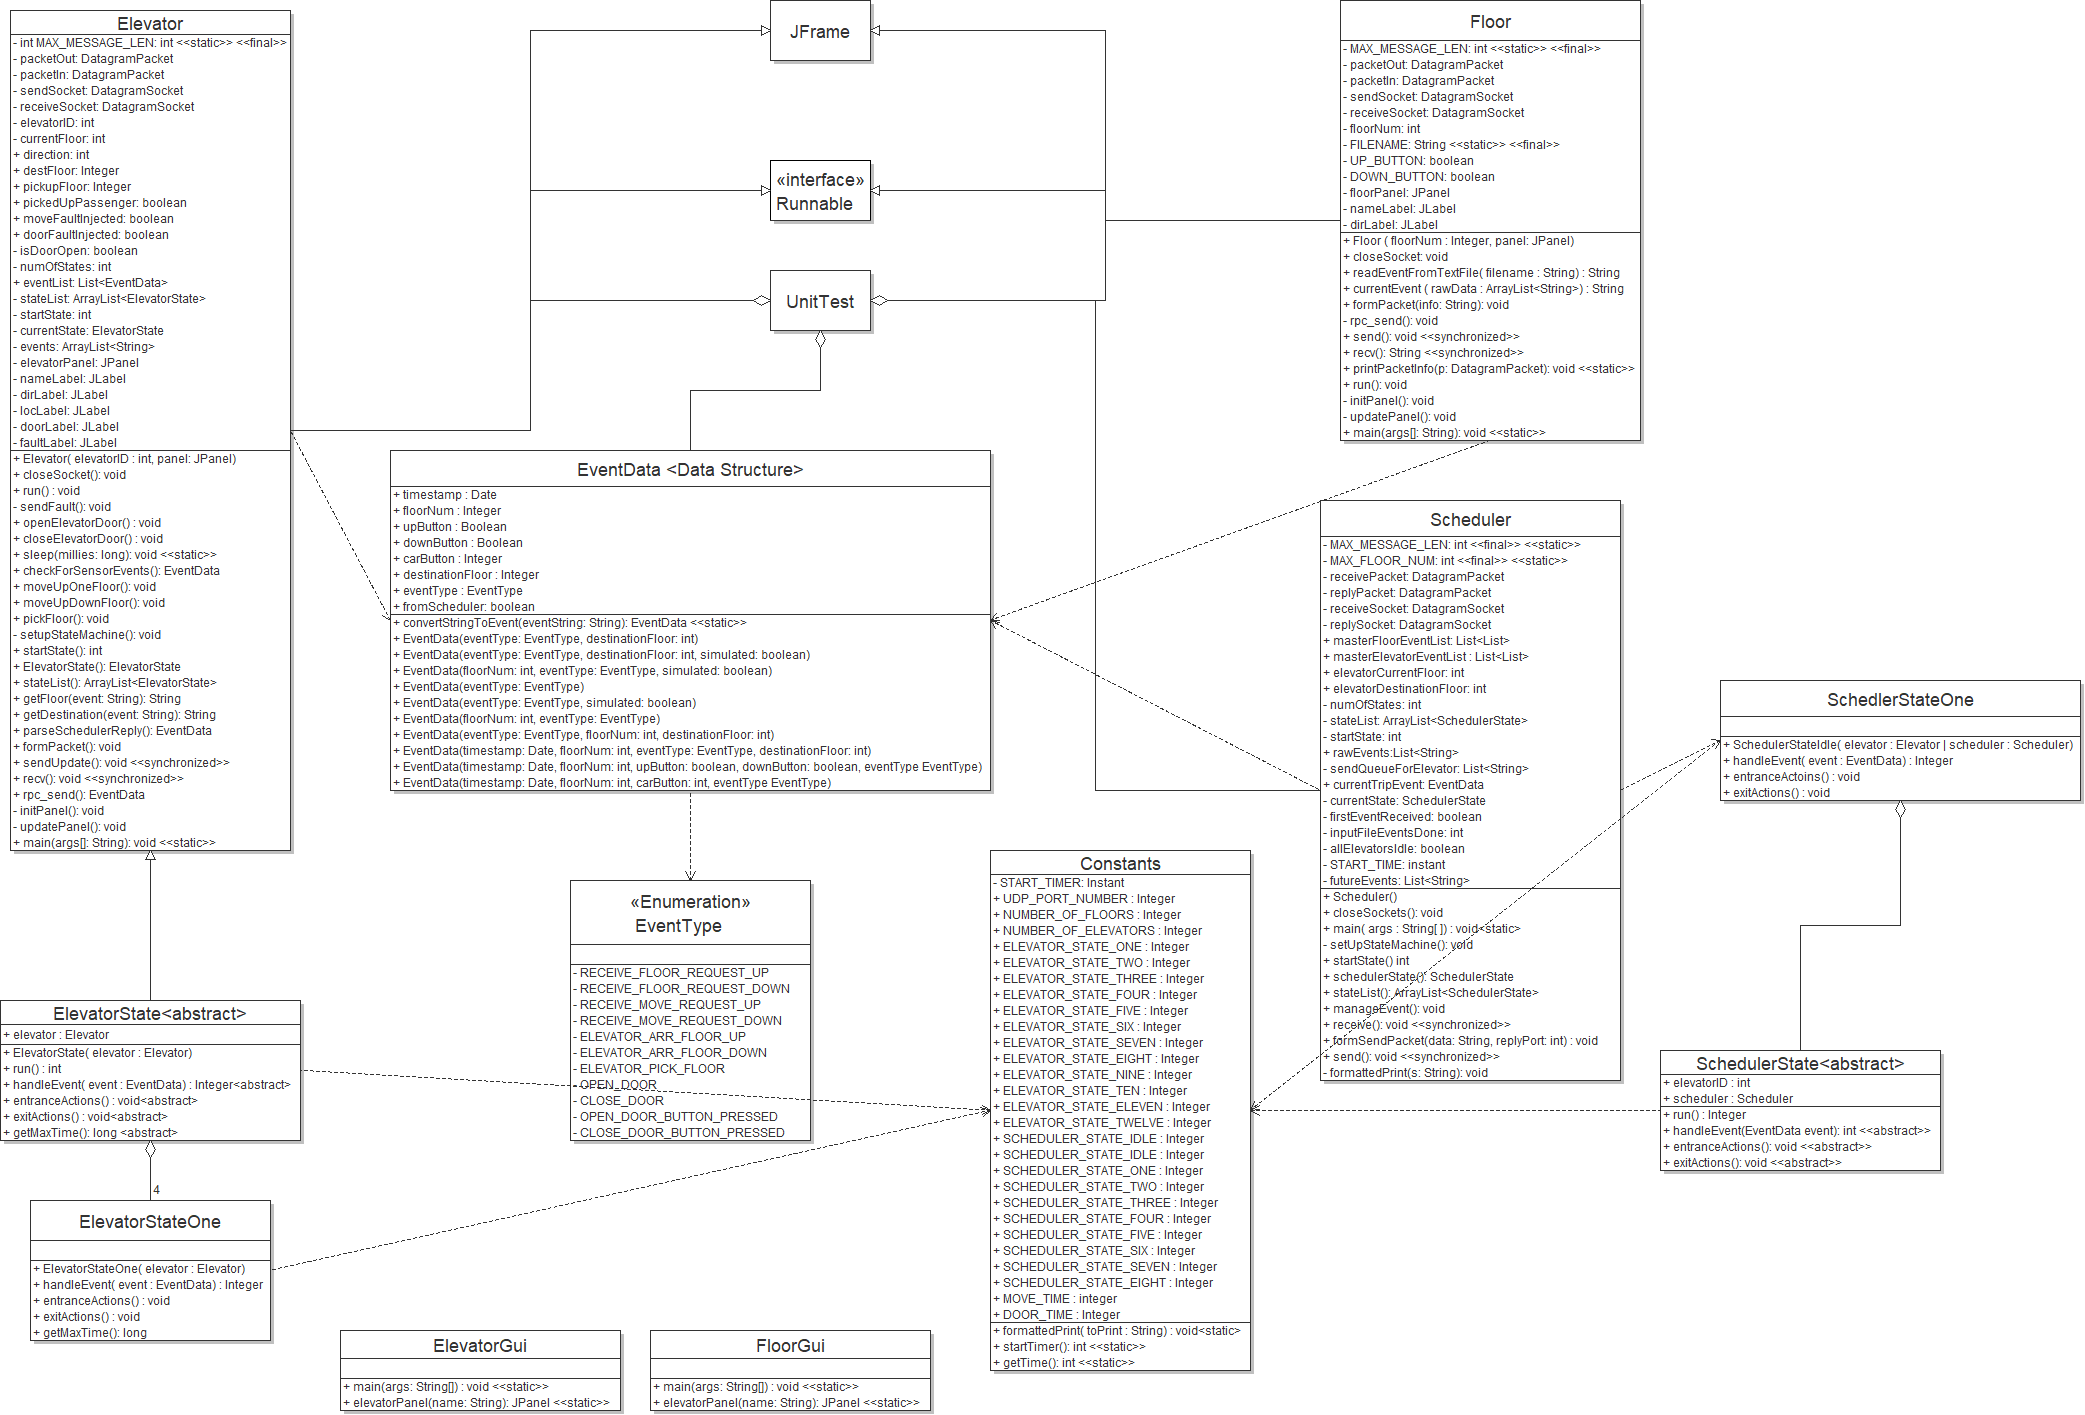 Elevator
- int MAX_MESSAGE_LEN: int <<static>> <<final>>
- packetOut: DatagramPacket
- packetIn: DatagramPacket
- sendSocket: DatagramSocket
- receiveSocket: DatagramSocket
- elevatorID: int
- currentFloor: int
+ direction: int
+ destFloor: Integer
+ pickupFloor: Integer
+ pickedUpPassenger: boolean
+ moveFaultInjected: boolean
+ doorFaultInjected: boolean
- isDoorOpen: boolean
- numOfStates: int
+ eventList: List<EventData>
- stateList: ArrayList<ElevatorState>
- startState: int
- currentState: ElevatorState
- events: ArrayList<String>
- elevatorPanel: JPanel
- nameLabel: JLabel
- dirLabel: JLabel
- locLabel: JLabel
- doorLabel: JLabel
- faultLabel: JLabel
+ Elevator( elevatorID : int, panel: JPanel)
+ closeSocket(): void
+ run() : void
- sendFault(): void
+ openElevatorDoor() : void
+ closeElevatorDoor() : void
+ sleep(millies: long): void <<static>>
+ checkForSensorEvents(): EventData
+ moveUpOneFloor(): void
+ moveUpDownFloor(): void
+ pickFloor(): void
- setupStateMachine(): void
+ startState(): int
+ ElevatorState(): ElevatorState
+ stateList(): ArrayList<ElevatorState>
+ getFloor(event: String): String
+ getDestination(event: String): String
+ parseSchedulerReply(): EventData
+ formPacket(): void
+ sendUpdate(): void <<synchronized>>
+ recv(): void <<synchronized>>
+ rpc_send(): EventData
- initPanel(): void
- updatePanel(): void
+ main(args[]: String): void <<static>>
JFrame
«interface»
Runnable
UnitTest
Floor
- MAX_MESSAGE_LEN: int <<static>> <<final>>
- packetOut: DatagramPacket
- packetIn: DatagramPacket
- sendSocket: DatagramSocket
- receiveSocket: DatagramSocket
- floorNum: int
- FILENAME: String <<static>> <<final>>
- UP_BUTTON: boolean
- DOWN_BUTTON: boolean
- floorPanel: JPanel
- nameLabel: JLabel
- dirLabel: JLabel
+ Floor ( floorNum : Integer, panel: JPanel)
+ closeSocket: void
+ readEventFromTextFile( filename : String) : String
+ currentEvent ( rawData : ArrayList<String>) : String
+ formPacket(info: String): void
- rpc_send(): void
+ send(): void <<synchronized>>
+ recv(): String <<synchronized>>
+ printPacketInfo(p: DatagramPacket): void <<static>>
+ run(): void
- initPanel(): void
- updatePanel(): void
+ main(args[]: String): void <<static>>
EventData <Data Structure>
+ timestamp : Date
+ floorNum : Integer
+ upButton : Boolean
+ downButton : Boolean
+ carButton : Integer
+ destinationFloor : Integer
+ eventType : EventType
+ fromScheduler: boolean
+ convertStringToEvent(eventString: String): EventData <<static>>
+ EventData(eventType: EventType, destinationFloor: int)
+ EventData(eventType: EventType, destinationFloor: int, simulated: boolean)
+ EventData(floorNum: int, eventType: EventType, simulated: boolean)
+ EventData(eventType: EventType)
+ EventData(eventType: EventType, simulated: boolean)
+ EventData(floorNum: int, eventType: EventType)
+ EventData(eventType: EventType, floorNum: int, destinationFloor: int)
+ EventData(timestamp: Date, floorNum: int, eventType: EventType, destinationFloor: int)
+ EventData(timestamp: Date, floorNum: int, upButton: boolean, downButton: boolean, eventType EventType)
+ EventData(timestamp: Date, floorNum: int, carButton: int, eventType EventType)
Scheduler
- MAX_MESSAGE_LEN: int <<final>> <<static>>
- MAX_FLOOR_NUM: int <<final>> <<static>>
- receivePacket: DatagramPacket
- replyPacket: DatagramPacket
- receiveSocket: DatagramSocket
- replySocket: DatagramSocket
+ masterFloorEventList: List<List>
+ masterElevatorEventList : List<List>
+ elevatorCurrentFloor: int
+ elevatorDestinationFloor: int
- numOfStates: int
- stateList: ArrayList<SchedulerState>
- startState: int
+ rawEvents:List<String>
- sendQueueForElevator: List<String>
+ currentTripEvent: EventData
- currentState: SchedulerState
- firstEventReceived: boolean
- inputFileEventsDone: int
- allElevatorsIdle: boolean
- START_TIME: instant
- futureEvents: List<String>
+ Scheduler()
+ closeSockets(): void
+ main( args : String[ ]) : void<static>
- setUpStateMachine(): void
+ startState() int
+ schedulerState(): SchedulerState
+ stateList(): ArrayList<SchedulerState>
+ manageEvent(): void
+ receive(): void <<synchronized>>
+ formSendPacket(data: String, replyPort: int) : void
+ send(): void <<synchronized>>
- formattedPrint(s: String): void
SchedlerStateOne
+ SchedulerStateIdle( elevator : Elevator | scheduler : Scheduler)
+ handleEvent( event : EventData) : Integer
+ entranceActoins() : void
+ exitActions() : void
«Enumeration»
EventType
- RECEIVE_FLOOR_REQUEST_UP
- RECEIVE_FLOOR_REQUEST_DOWN
- RECEIVE_MOVE_REQUEST_UP
- RECEIVE_MOVE_REQUEST_DOWN
- ELEVATOR_ARR_FLOOR_UP
- ELEVATOR_ARR_FLOOR_DOWN
- ELEVATOR_PICK_FLOOR
- OPEN_DOOR
- CLOSE_DOOR
- OPEN_DOOR_BUTTON_PRESSED
- CLOSE_DOOR_BUTTON_PRESSED
Constants
- START_TIMER: Instant
+ UDP_PORT_NUMBER : Integer
+ NUMBER_OF_FLOORS : Integer
+ NUMBER_OF_ELEVATORS : Integer
+ ELEVATOR_STATE_ONE : Integer
+ ELEVATOR_STATE_TWO : Integer
+ ELEVATOR_STATE_THREE : Integer
+ ELEVATOR_STATE_FOUR : Integer
+ ELEVATOR_STATE_FIVE : Integer
+ ELEVATOR_STATE_SIX : Integer
+ ELEVATOR_STATE_SEVEN : Integer
+ ELEVATOR_STATE_EIGHT : Integer
+ ELEVATOR_STATE_NINE : Integer
+ ELEVATOR_STATE_TEN : Integer
+ ELEVATOR_STATE_ELEVEN : Integer
+ ELEVATOR_STATE_TWELVE : Integer
+ SCHEDULER_STATE_IDLE : Integer
+ SCHEDULER_STATE_IDLE : Integer
+ SCHEDULER_STATE_ONE : Integer
+ SCHEDULER_STATE_TWO : Integer
+ SCHEDULER_STATE_THREE : Integer
+ SCHEDULER_STATE_FOUR : Integer
+ SCHEDULER_STATE_FIVE : Integer
+ SCHEDULER_STATE_SIX : Integer
+ SCHEDULER_STATE_SEVEN : Integer
+ SCHEDULER_STATE_EIGHT : Integer
+ MOVE_TIME : integer
+ DOOR_TIME : Integer
+ formattedPrint( toPrint : String) : void<static>
+ startTimer(): int <<static>>
+ getTime(): int <<static>>
ElevatorState<abstract>
+ elevator : Elevator
+ ElevatorState( elevator : Elevator)
+ run() : int
+ handleEvent( event : EventData) : Integer<abstract>
+ entranceActions() : void<abstract>
+ exitActions() : void<abstract>
+ getMaxTime(): long <abstract>
4
ElevatorStateOne
+ ElevatorStateOne( elevator : Elevator)
+ handleEvent( event : EventData) : Integer
+ entranceActions() : void
+ exitActions() : void
+ getMaxTime(): long
SchedulerState<abstract>
+ elevatorID : int
+ scheduler : Scheduler
+ run() : Integer
+ handleEvent(EventData event): int <<abstract>>
+ entranceActions(): void <<abstract>>
+ exitActions(): void <<abstract>>
ElevatorGui
+ main(args: String[]) : void <<static>>
+ elevatorPanel(name: String): JPanel <<static>>
FloorGui
+ main(args: String[]) : void <<static>>
+ elevatorPanel(name: String): JPanel <<static>>